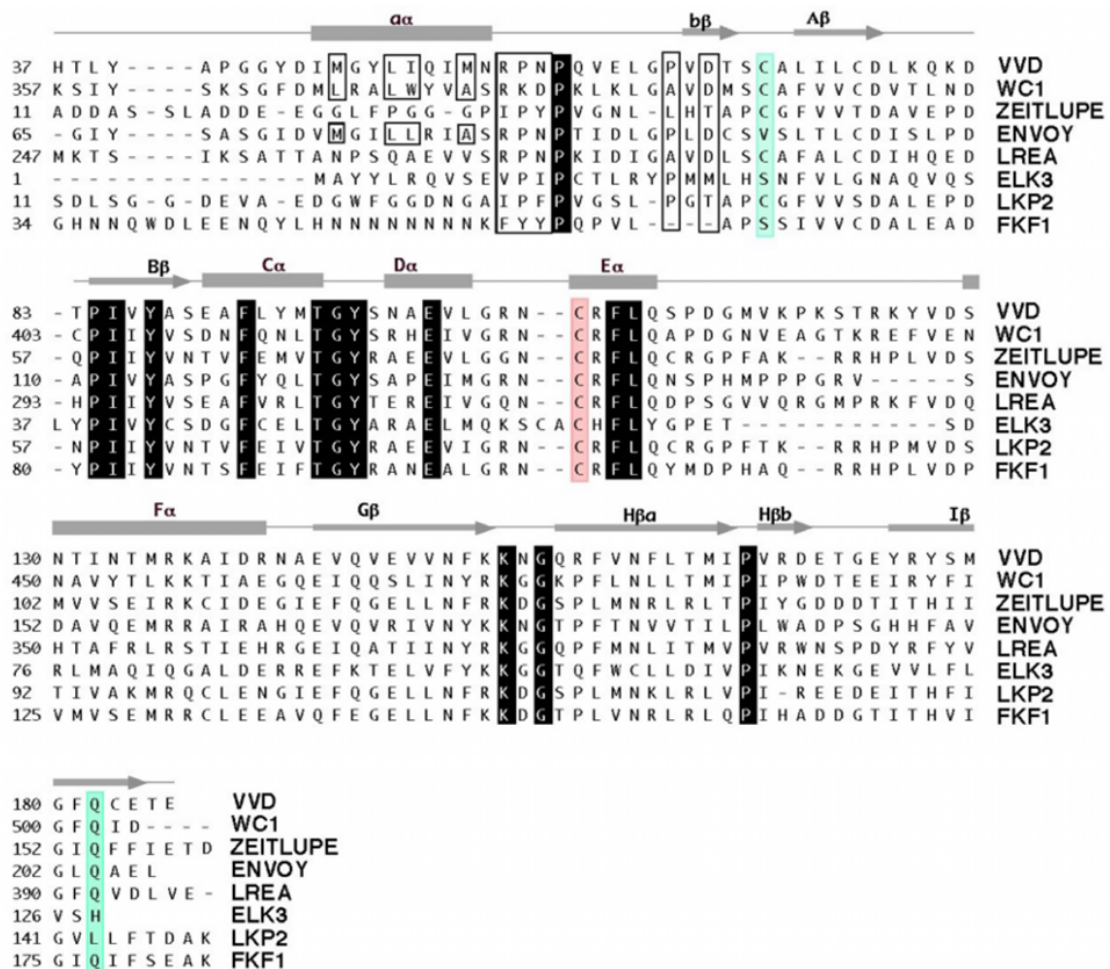 aα bβ Aβ
37 H T L Y - - - - A P G G Y D I M G Y L I Q I M N R P N P Q V E L G P V D T S C A L I L C D L K Q K D VVD
357 K S I Y - - - - S K S G F D M L R A L W Y V A S R K D P K L K L G A V D M S C A F V V C D V T L N D WC1
11 A D D A S - S L A D D E - E G G L F P G G - G P I P Y P V G N L - L H T A P C G F V V T D A V E P D ZEITLUPE
65 - G I Y - - - - S A S G I D V M G I L L R I A S R P N P T I D L G P L D C S V S L T L C D I S L P D ENVOY
247 M K T S - - - - I K S A T T A N P S Q A E V V S R P N P K I D I G A V D L S C A F A L C D I H Q E D LREA
1 - - - - - - - - - - - - - - M A Y Y L R Q V S E V P I P C T L R Y P M M L H S N F V L G N A Q V Q S ELK3
11 S D L S G - G - D E V A - E D G W F G G D N G A I P F P V G S L - P G T A P C G F V V S D A L E P D LKP2
34 G H N N Q W D L E E N Q Y L H N N N N N N N N K F Y Y P Q P V L - - - A P S S I V V C D A L E A D FKF1
Bβ Cα Dα Eα
83 - T P I V Y A S E A F L Y M T G Y S N A E V L G R N - - C R F L Q S P D G M V K P K S T R K Y V D S VVD
403 - C P I I Y V S D N F Q N L T G Y S R H E I V G R N - - C R F L Q A P D G N V E A G T K R E F V E N WC1
57 - Q P I I Y V N T V F E M V T G Y R A E E V L G G N - - C R F L Q C R G P F A K - - R R H P L V D S ZEITLUPE
110 - A P I V Y A S P G F Y Q L T G Y S A P E I M G R N - - C R F L Q N S P H M P P P G R V - - - - - S ENVOY
293 - H P I V Y V S E A F V R L T G Y T E R E I V G Q N - - C R F L Q D P S G V V Q R G M P R K F V D Q LREA
37 L Y P I V Y C S D G F C E L T G Y A R A E L M Q K S C A C H F L Y G P E T - - - - - - - - - - - S D ELK3
57 - N P I I Y V N T V F E I V T G Y R A E E V I G R N - - C R F L Q C R G P F T K - - R R H P M V D S LKP2
80 - Y P I I Y V N T S F E I F T G Y R A N E A L G R N - - C R F L Q Y M D P H A Q - - R R H P L V D P FKF1
Fα Gβ Hβa Hβb Iβ
130 N T I N T M R K A I D R N A E V Q V E V V N F K K N G Q R F V N F L T M I P V R D E T G E Y R Y S M VVD
450 N A V Y T L K K T I A E G Q E I Q Q S L I N Y R K G G K P F L N L L T M I P I P W D T E E I R Y F I WC1
102 M V V S E I R K C I D E G I E F Q G E L L N F R K D G S P L M N R L R L T P I Y G D D D T I T H I I ZEITLUPE
152 D A V Q E M R R A I R A H Q E V Q V R I V N Y K K N G T P F T N V V T I L P L W A D P S G H H F A V ENVOY
350 H T A F R L R S T I E H R G E I Q A T I I N Y R K G G Q P F M N L I T M V P V R W N S P D Y R F Y V LREA
76 R L M A Q I Q G A L D E R R E F K T E L V F Y K K G G T Q F W C L L D I V P I K N E K G E V V L F L ELK3
92 T I V A K M R Q C L E N G I E F Q G E L L N F R K D G S P L M N K L R L V P I - R E E D E I T H F I LKP2
125 V M V S E M R R C L E E A V Q F E G E L L N F K K D G T P L V N R L R L Q P I H A D D G T I T H V I FKF1
180 G F Q C E T E VVD
500 G F Q I D - - - - WC1
152 G I Q F F I E T D ZEITLUPE
202 G L Q A E L ENVOY
390 G F Q V D L V E - LREA
126 V S H ELK3
141 G V L L F T D A K LKP2
175 G I Q I F S E A K FKF1